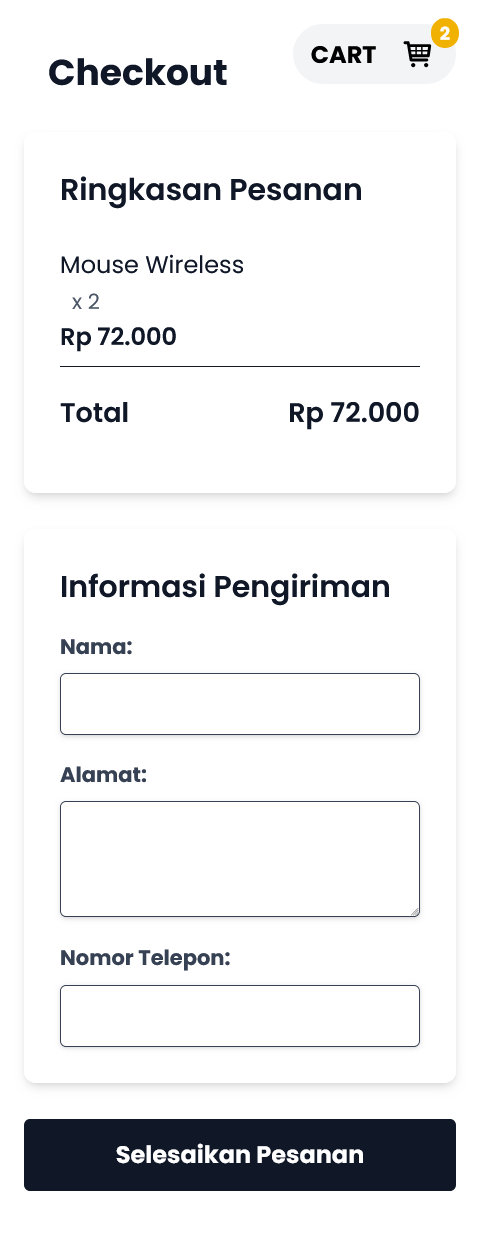 Checkout
CART
2
Ringkasan Pesanan
Mouse Wireless
x 2
Rp 72.000
Total Rp 72.000
Informasi Pengiriman
Nama:
Alamat:
Nomor Telepon:
Selesaikan Pesanan